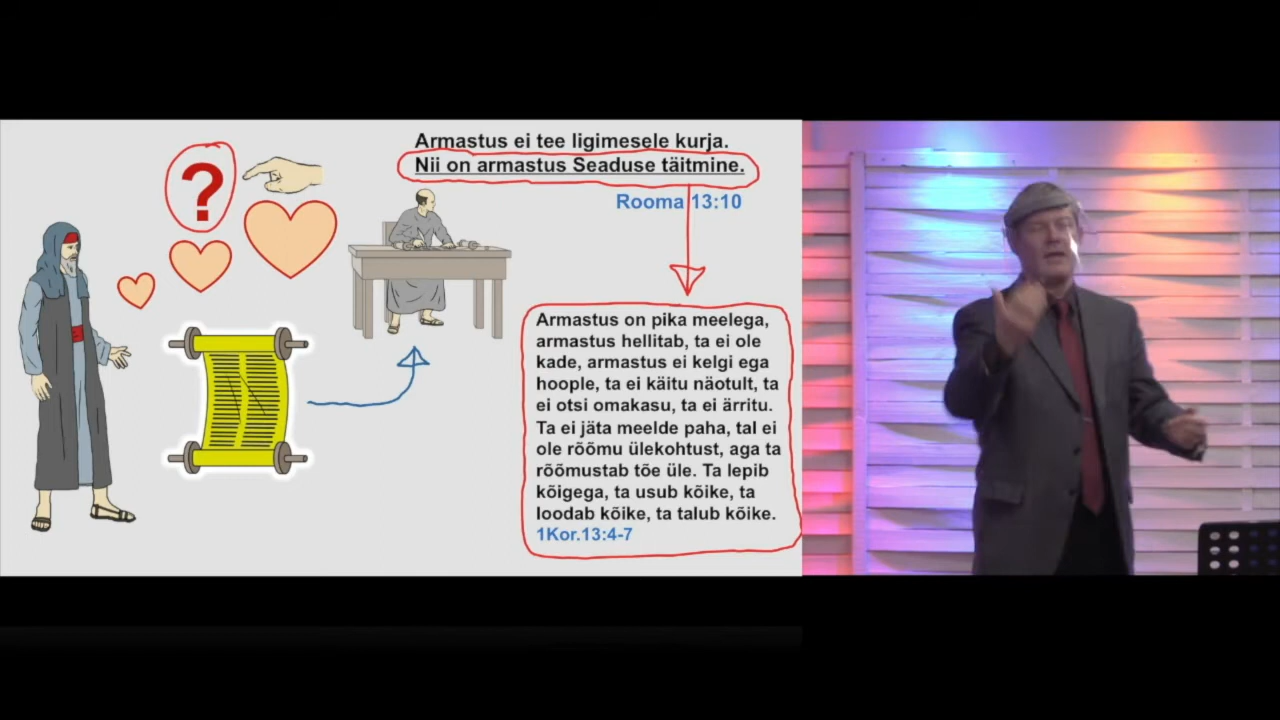 Armastus ei tee ligimesele kurja.
Nii on armastus Seaduse täitmine.
Rooma 13:10
?
Armastus on pika meelega,
armastus hellitab, ta ei ole
kade, armastus ei kelgi ega
hoople, ta ei käitu näotult, ta
ei otsi omakasu, ta ei ärritu.
Ta ei jäta meelde paha, tal ei
ole rõõmu ülekohtust, aga ta
rõõmustab tõe üle. Ta lepib
kõigega, ta usub kõike, ta
loodab kõike, ta talub kõike.
1Kor.13:4-7